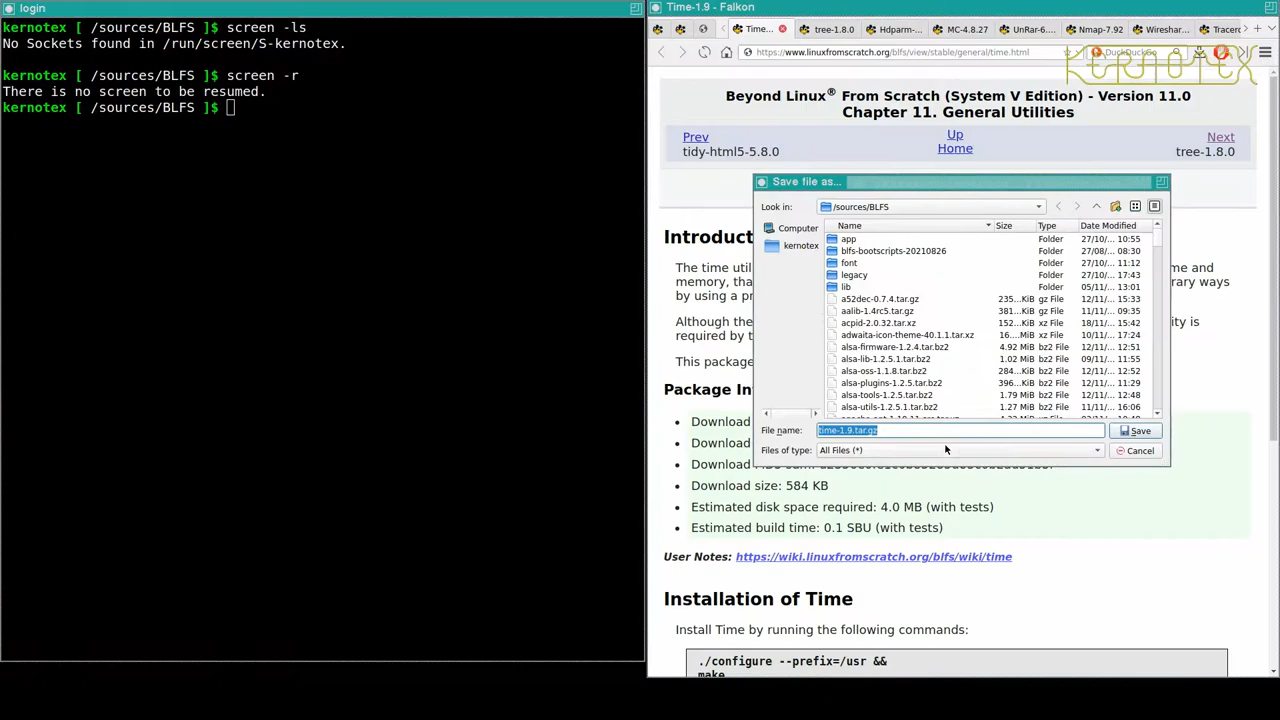 login
kernotex [ /sources/BLFS ]$ screen -ls
No Sockets found in /run/screen/S-kernotex.
kernotex [ /sources/BLFS ]$ screen -r
There is no screen to be resumed.
kernotex [ /sources/BLFS ]$
Time-1.9 - Falkon
Time... tree-1.8.0 Hdparm-... MC-4.8.27 UnRar-6.... Nmap-7.92 Wireshar... Tracero
https://www.linuxfromscratch.org/blfs/view/stable/general/time.html DuckDuckGo
KERNOTEX
Beyond Linux® From Scratch (System V Edition) - Version 11.0
Chapter 11. General Utilities
Prev Up Next
tidy-html5-5.8.0 Home tree-1.8.0
Save file as...
Look in: /sources/BLFS
Computer
kernotex
Name Size Type Date Modified
app Folder 27/10/... 10:55
blfs-bootscripts-20210826 Folder 27/08/... 08:30
font Folder 27/10/... 11:12
legacy Folder 27/10/... 17:43
lib Folder 05/11/... 13:01
a52dec-0.7.4.tar.gz 235...KiB gz File 12/11/... 15:33
aalib-1.4rc5.tar.gz 381...KiB gz File 11/11/... 09:35
acpid-2.0.32.tar.xz 152...KiB xz File 18/11/... 15:42
adwaita-icon-theme-40.1.1.tar.xz 16....MiB xz File 10/11/... 17:24
alsa-firmware-1.2.4.tar.bz2 4.92 MiB bz2 File 12/11/... 12:51
alsa-lib-1.2.5.1.tar.bz2 1.02 MiB bz2 File 09/11/... 11:55
alsa-oss-1.1.8.tar.bz2 284...KiB bz2 File 12/11/... 12:52
alsa-plugins-1.2.5.tar.bz2 396...KiB bz2 File 12/11/... 11:29
alsa-tools-1.2.5.tar.bz2 1.79 MiB bz2 File 12/11/... 12:48
alsa-utils-1.2.5.1.tar.bz2 1.27 MiB bz2 File 11/11/... 16:06
File name: time-1.9.tar.gz Save
Files of type: All Files (*) Cancel
Introduc
The time util me and
memory, tha rary ways
by using a pr
Although the ity is
required by t
This package
Package In
Download
Download
Download size: 584 KB
Estimated disk space required: 4.0 MB (with tests)
Estimated build time: 0.1 SBU (with tests)
User Notes: https://wiki.linuxfromscratch.org/blfs/wiki/time
Installation of Time
Install Time by running the following commands:
./configure --prefix=/usr &&
make